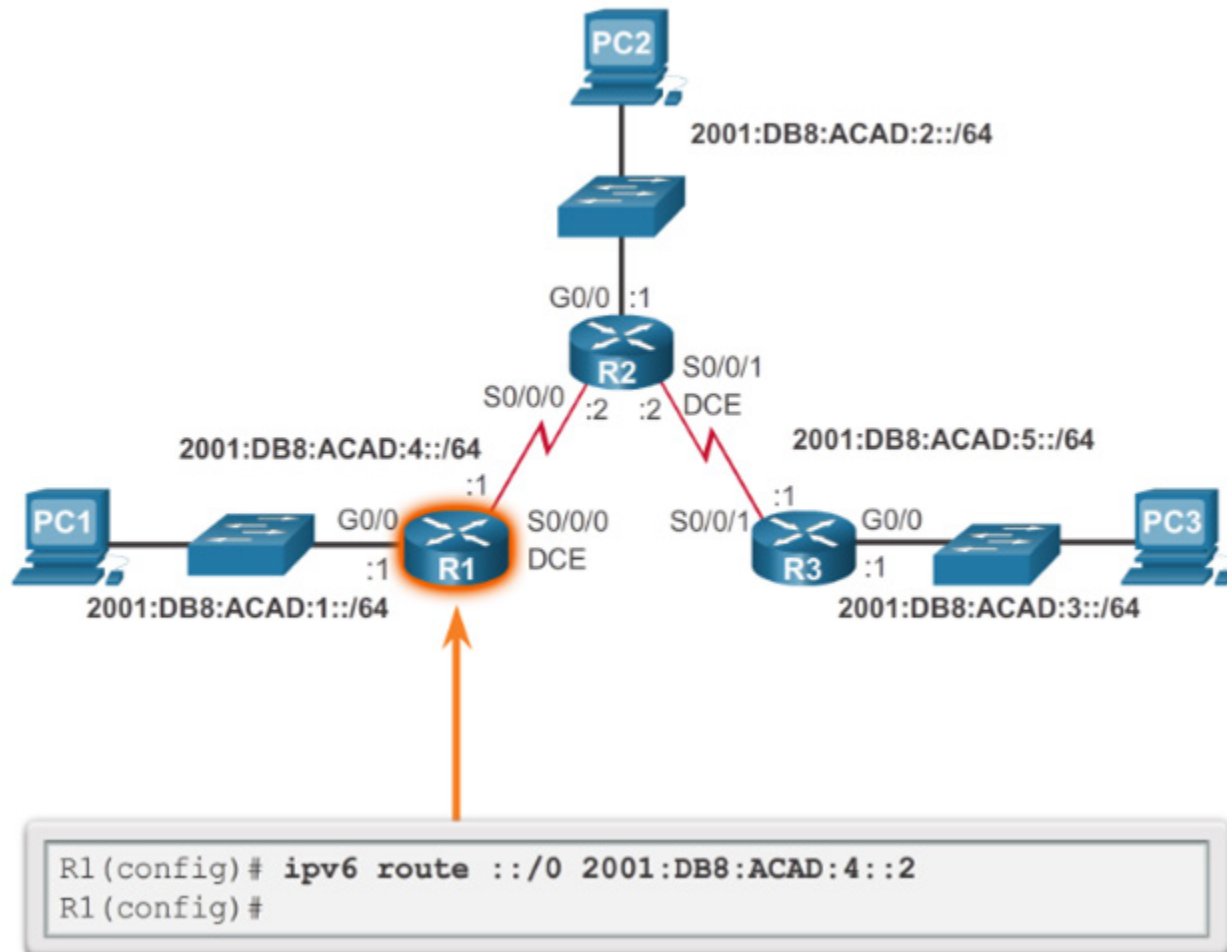 PC2
2001:DB8:ACAD:2::/64
G0/0 :1
R2
S0/0/1
DCE
S0/0/0
:2 :2
2001:DB8:ACAD:4::/64
2001:DB8:ACAD:5::/64
:1
:1
PC1
G0/0
S0/0/0
DCE
S0/0/1
G0/0
PC3
:1
R1
R3
:1
2001:DB8:ACAD:1::/64
2001:DB8:ACAD:3::/64
R1(config)# ipv6 route ::/0 2001:DB8:ACAD:4::2
R1(config)#